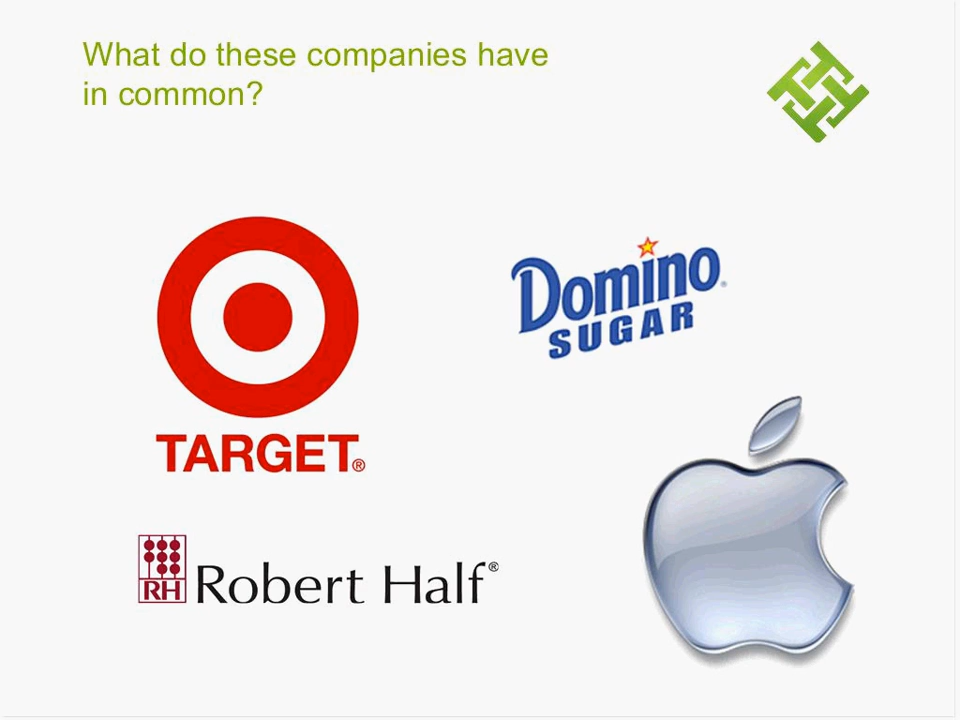 What do these companies have
in common?
Domino
SUGAR
TARGET®
RH
Robert Half®